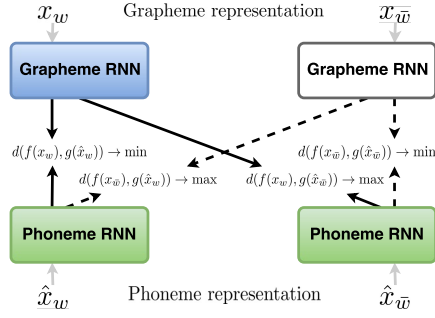 Grapheme representation
x_w x_w̄
Grapheme RNN Grapheme RNN
d(f(x_w), g(x̂_w)) → min d(f(x_w̄), g(x̂_w̄)) → min
d(f(x_w̄), g(x̂_w)) → max d(f(x_w), g(x̂_w̄)) → max
Phoneme RNN Phoneme RNN
x̂_w x̂_w̄
Phoneme representation